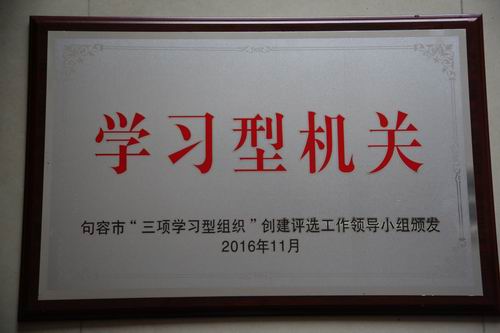 学习型机关
句容市“三项学习型组织”创建评选工作领导小组颁发
2016年11月